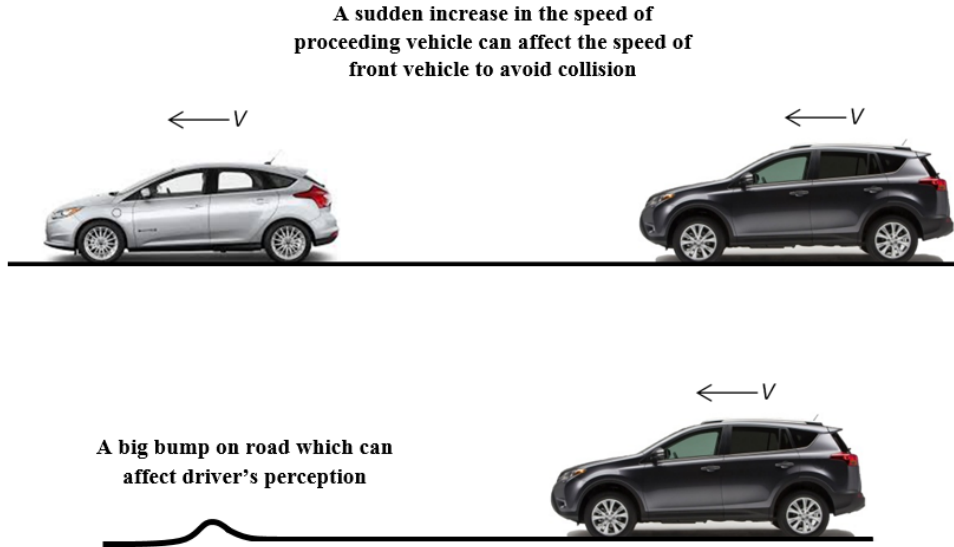 A sudden increase in the speed of
proceeding vehicle can affect the speed of
front vehicle to avoid collision
V
V
V
A big bump on road which can
affect driver's perception